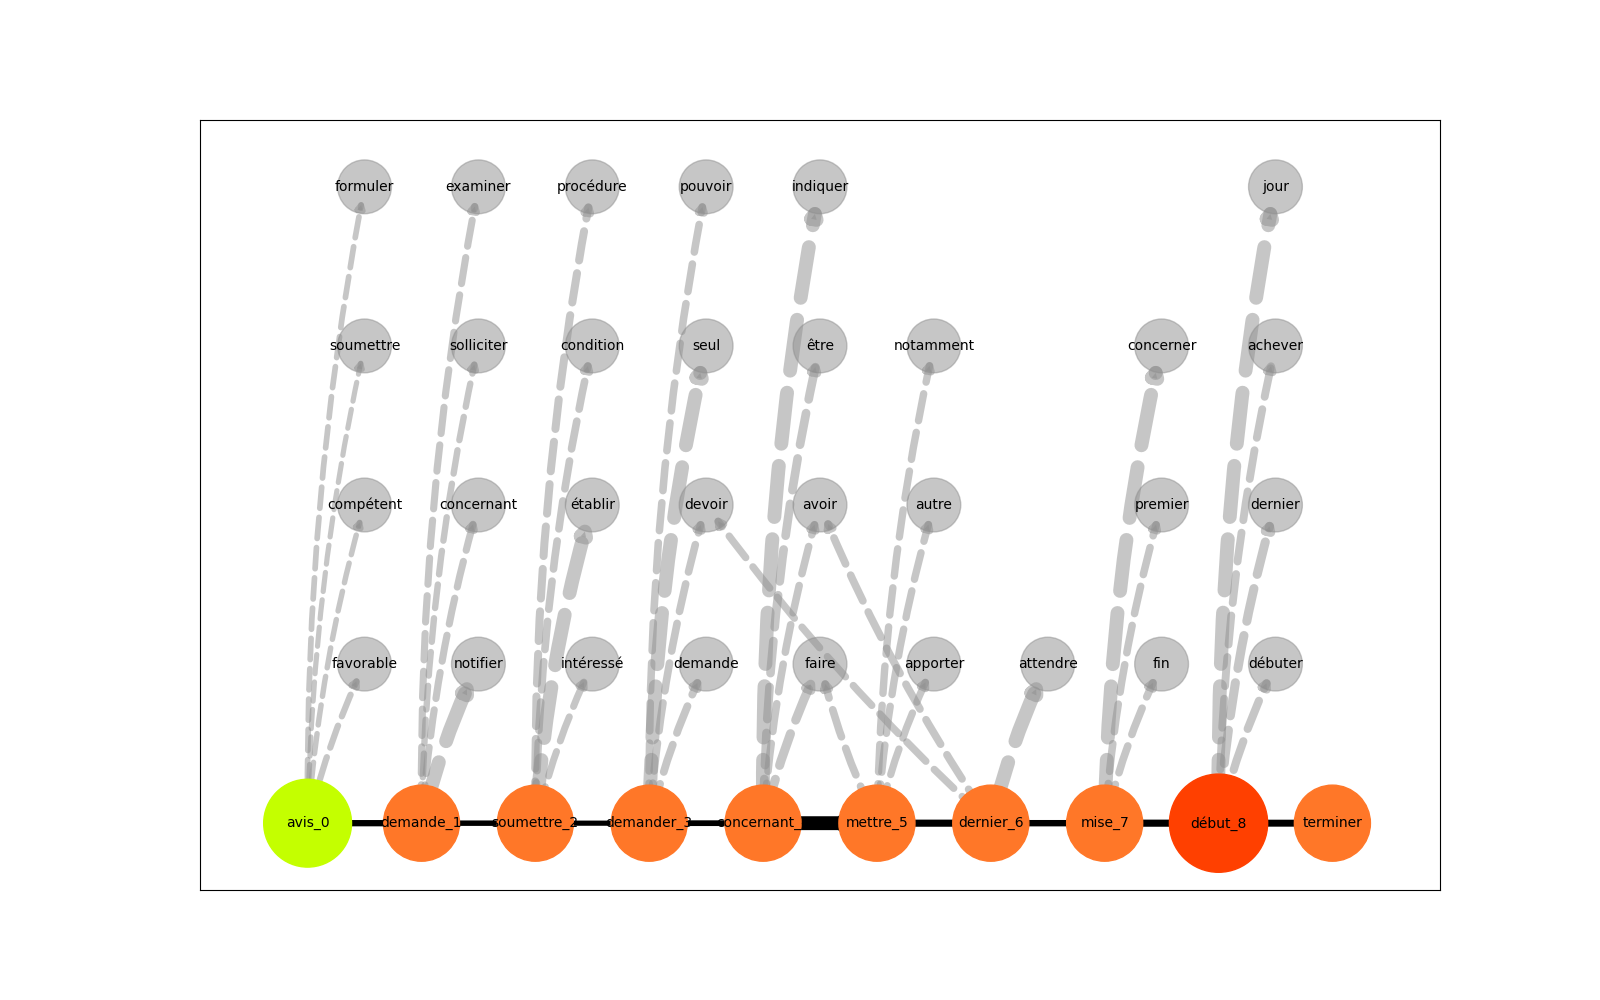 formuler examiner procédure pouvoir indiquer jour
soumettre solliciter condition seul être notamment concerner achever
compétent concernant établir devoir avoir autre premier dernier
favorable notifier intéressé demande faire apporter attendre fin débuter
avis_0 demande_1 soumettre_2 demander_3 concernant_ mettre_5 dernier_6 mise_7 début_8 terminer